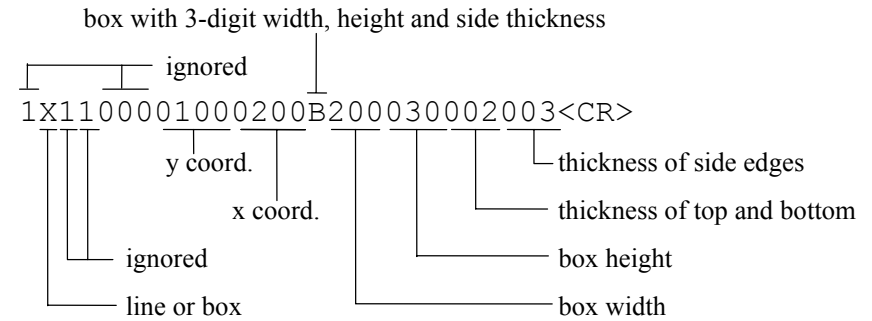 box with 3-digit width, height and side thickness
ignored
1X1100001000200B200030002003<CR>
y coord.
thickness of side edges
x coord.
thickness of top and bottom
ignored
box height
line or box
box width